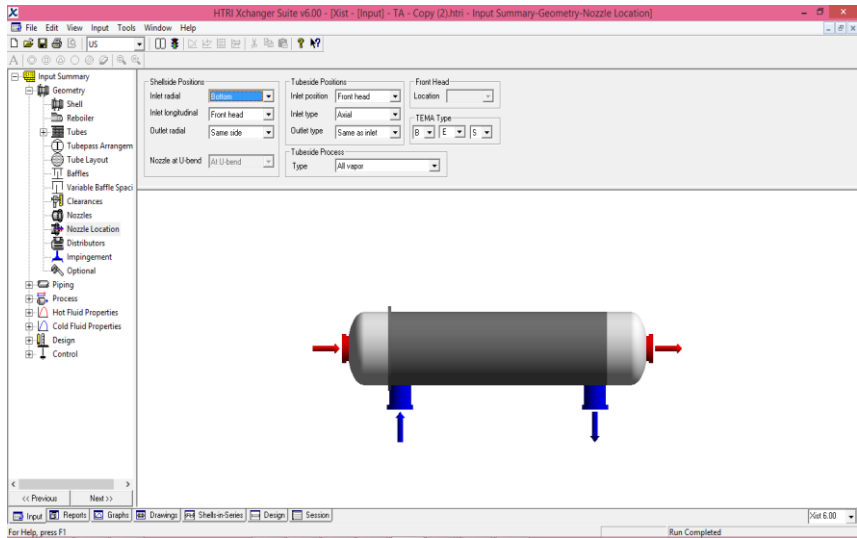 HTRI Xchanger Suite v6.00 - [Xist - [Input] - TA - Copy (2).htri - Input Summary-Geometry-Nozzle Location]
File Edit View Input Tools Window Help
US
Input Summary
Geometry
Shell
Reboiler
Tubes
Tubepass Arrangem
Tube Layout
Baffles
Variable Baffle Spaci
Clearances
Nozzles
Nozzle Location
Distributors
Impingement
Optional
Piping
Process
Hot Fluid Properties
Cold Fluid Properties
Design
Control
<< Previous Next >>
Shellside Positions
Inlet radial Bottom
Inlet longitudinal Front head
Outlet radial Same side
Nozzle at U-bend At U-bend
Tubeside Positions
Inlet position Front head
Inlet type Axial
Outlet type Same as inlet
Tubeside Process
Type All vapor
Front Head
Location
TEMA Type
B E S
Input Reports Graphs Drawings Shells-in-Series Design Session
Xist 6.00
For Help, press F1
Run Completed